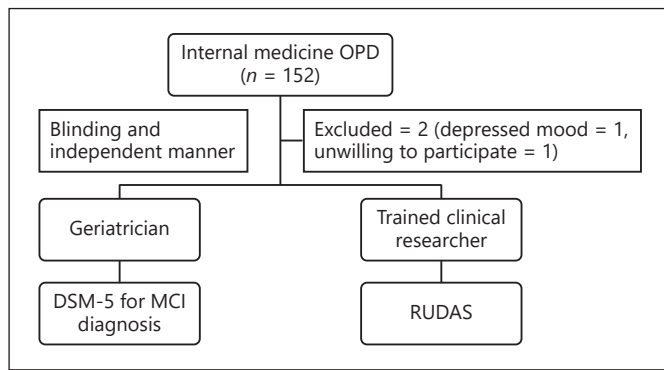 Internal medicine OPD
(n = 152)
Blinding and
independent manner
Excluded = 2 (depressed mood = 1,
unwilling to participate = 1)
Geriatrician
Trained clinical
researcher
DSM-5 for MCI
diagnosis
RUDAS